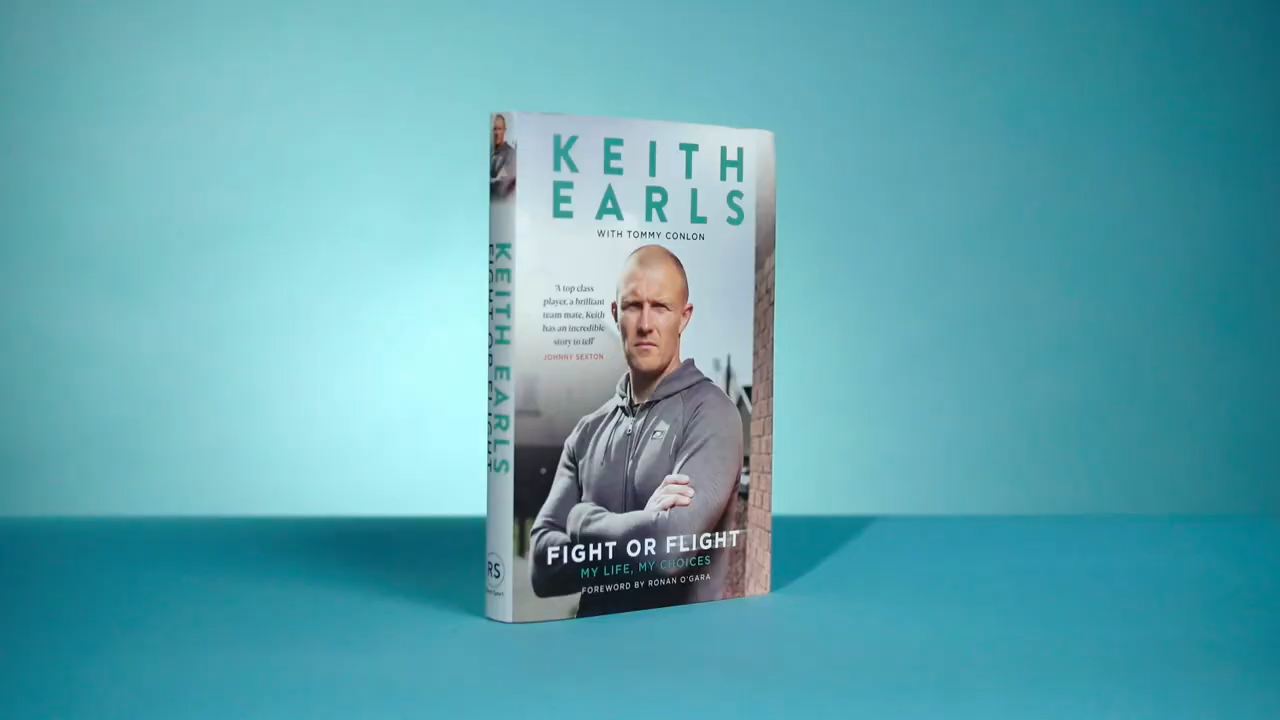 KEITH
EARLS
WITH TOMMY CONLON
'A top class
player, a brilliant
team mate, Keith
has an incredible
story to tell'
JOHNNY SEXTON
FIGHT OR FLIGHT
MY LIFE, MY CHOICES
FOREWORD BY RONAN O'GARA
KEITH EARLS
FIGHT OR FLIGHT
RS